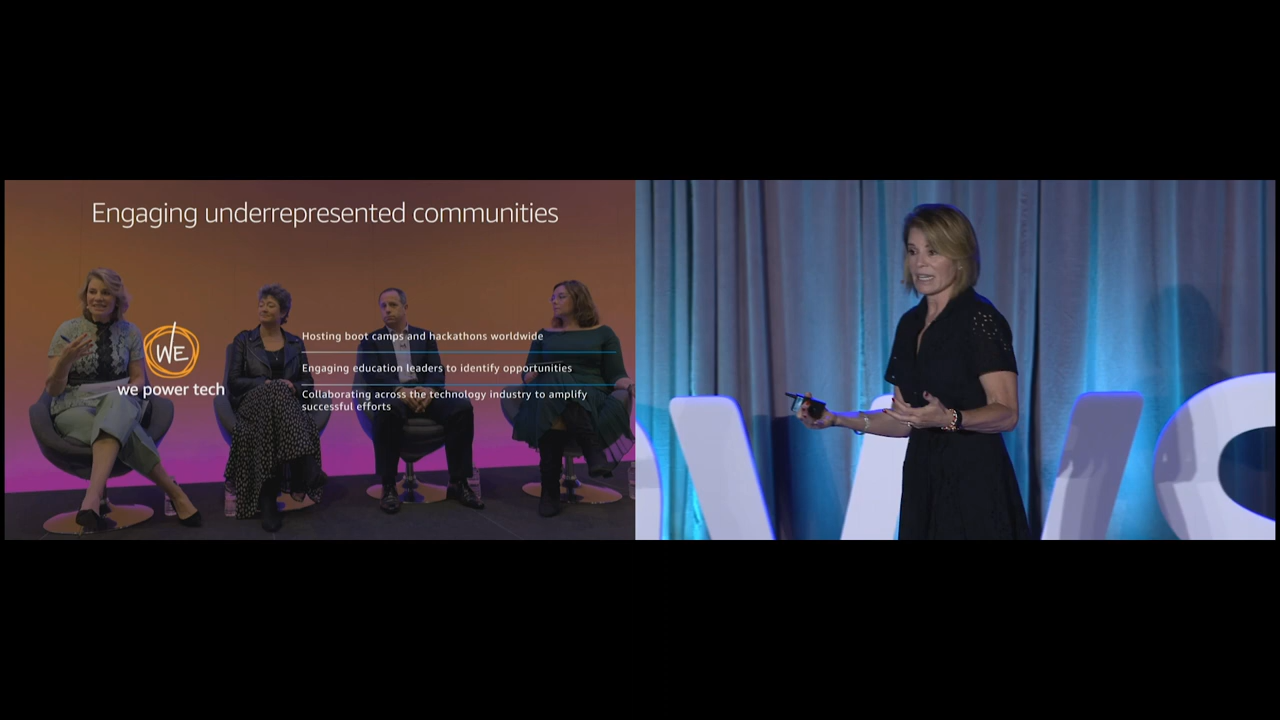 Engaging underrepresented communities
WE
we power tech
Hosting boot camps and hackathons worldwide
Engaging education leaders to identify opportunities
Collaborating across the technology industry to amplify
successful efforts